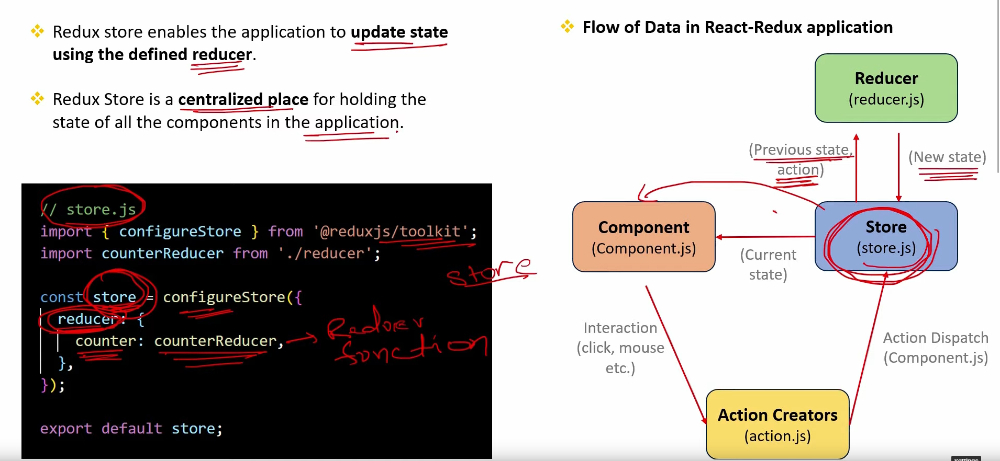 Redux store enables the application to update state
using the defined reducer.
Redux Store is a centralized place for holding the
state of all the components in the application.
// store.js
import { configureStore } from '@reduxjs/toolkit';
import counterReducer from './reducer';
const store = configureStore({
reducer: {
counter: counterReducer,
},
});
export default store;
store
Reducer
function
Flow of Data in React-Redux application
Reducer
(reducer.js)
(Previous state,
action)
(New state)
Component
(Component.js)
Store
(store.js)
(Current
state)
Interaction
(click, mouse
etc.)
Action Dispatch
(Component.js)
Action Creators
(action.js)
Settings